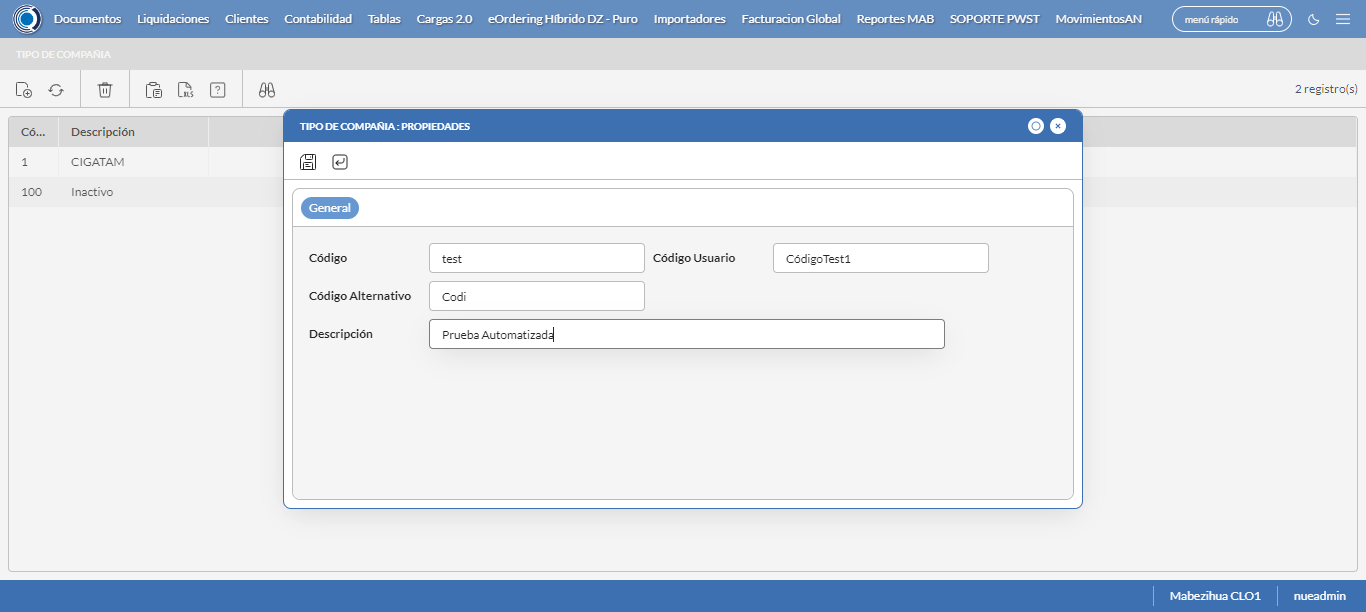 Documentos Liquidaciones Clientes Contabilidad Tablas Cargas 2.0 eOrdering Híbrido DZ - Puro Importadores Facturacion Global Reportes MAB SOPORTE PWST MovimientosAN menú rápido
TIPO DE COMPAÑIA
XLS ?
2 registro(s)
Có... Descripción
1 CIGATAM
100 Inactivo
TIPO DE COMPAÑIA : PROPIEDADES
General
Código test Código Usuario CódigoTest1
Código Alternativo Codi
Descripción Prueba Automatizada
Mabezihua CLO1 nueadmin